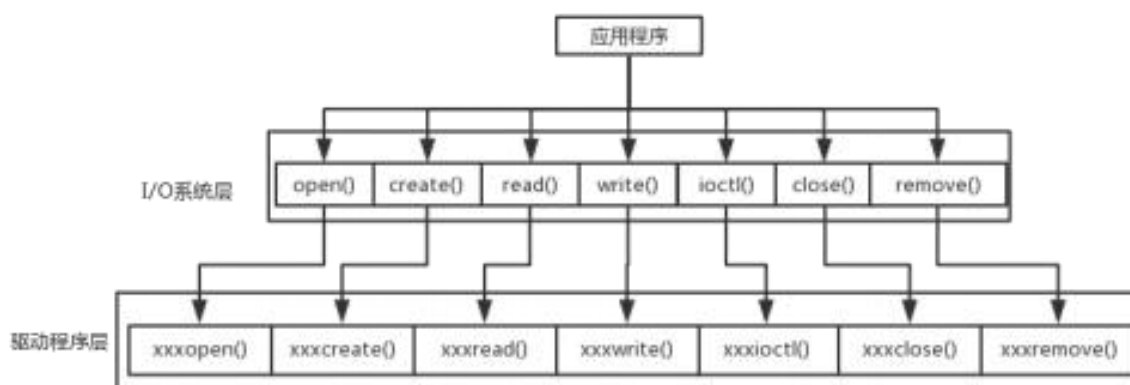 应用程序
I/O系统层
open() create() read() write() ioctl() close() remove()
驱动程序层
xxxopen() xxxcreate() xxxread() xxxwrite() xxxioctl() xxxclose() xxxremove()